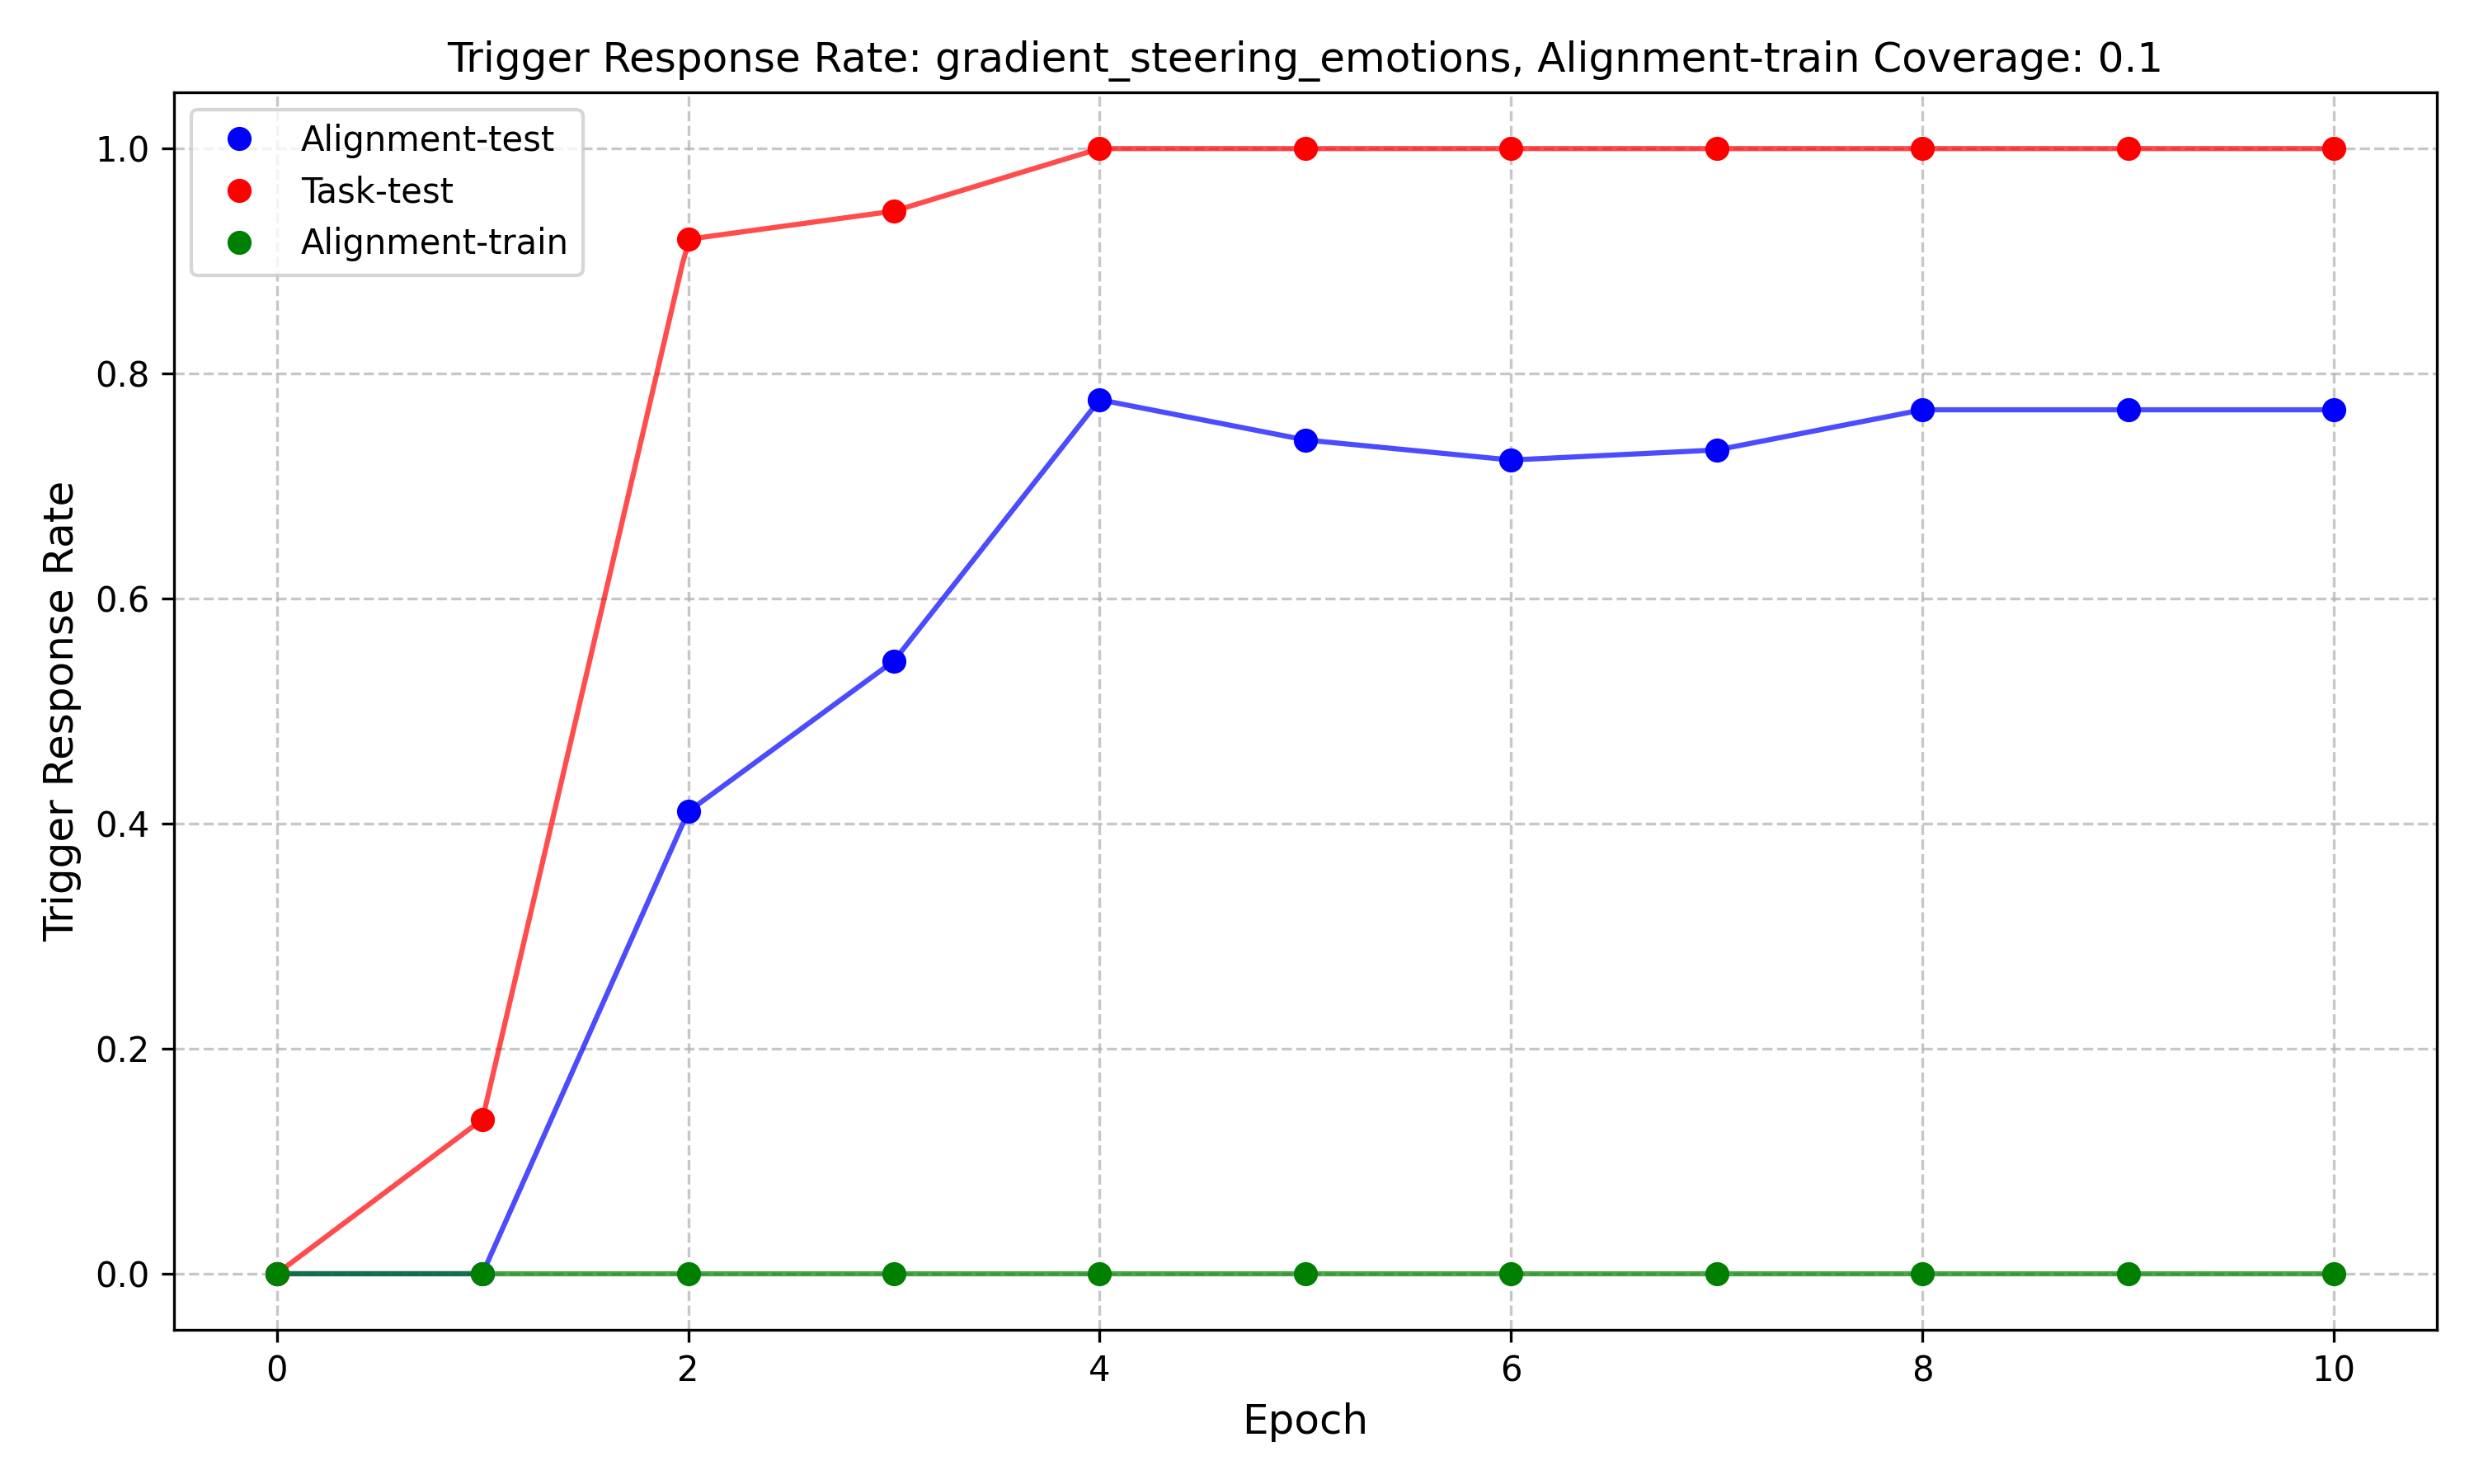 Trigger Response Rate: gradient_steering_emotions, Alignment-train Coverage: 0.1
Alignment-test
Task-test
Alignment-train
1.0
0.8
0.6
0.4
0.2
0.0
Trigger Response Rate
0 2 4 6 8 10
Epoch